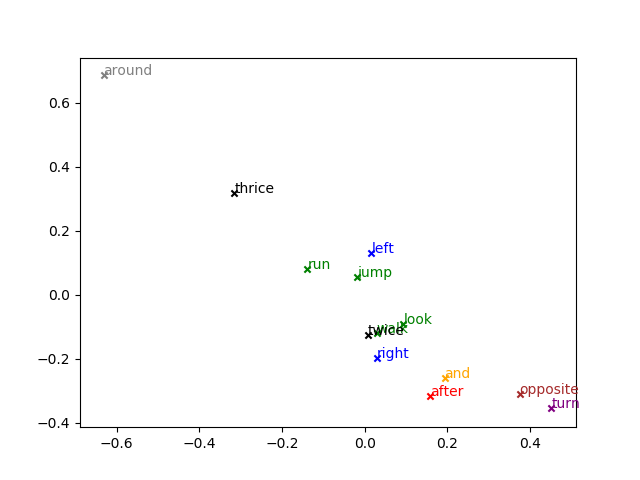 around
0.6
0.4
thrice
0.2
left
run
jump
0.0
look
twice
walk
−0.2
right
and
opposite
after
turn
−0.4
−0.6 −0.4 −0.2 0.0 0.2 0.4